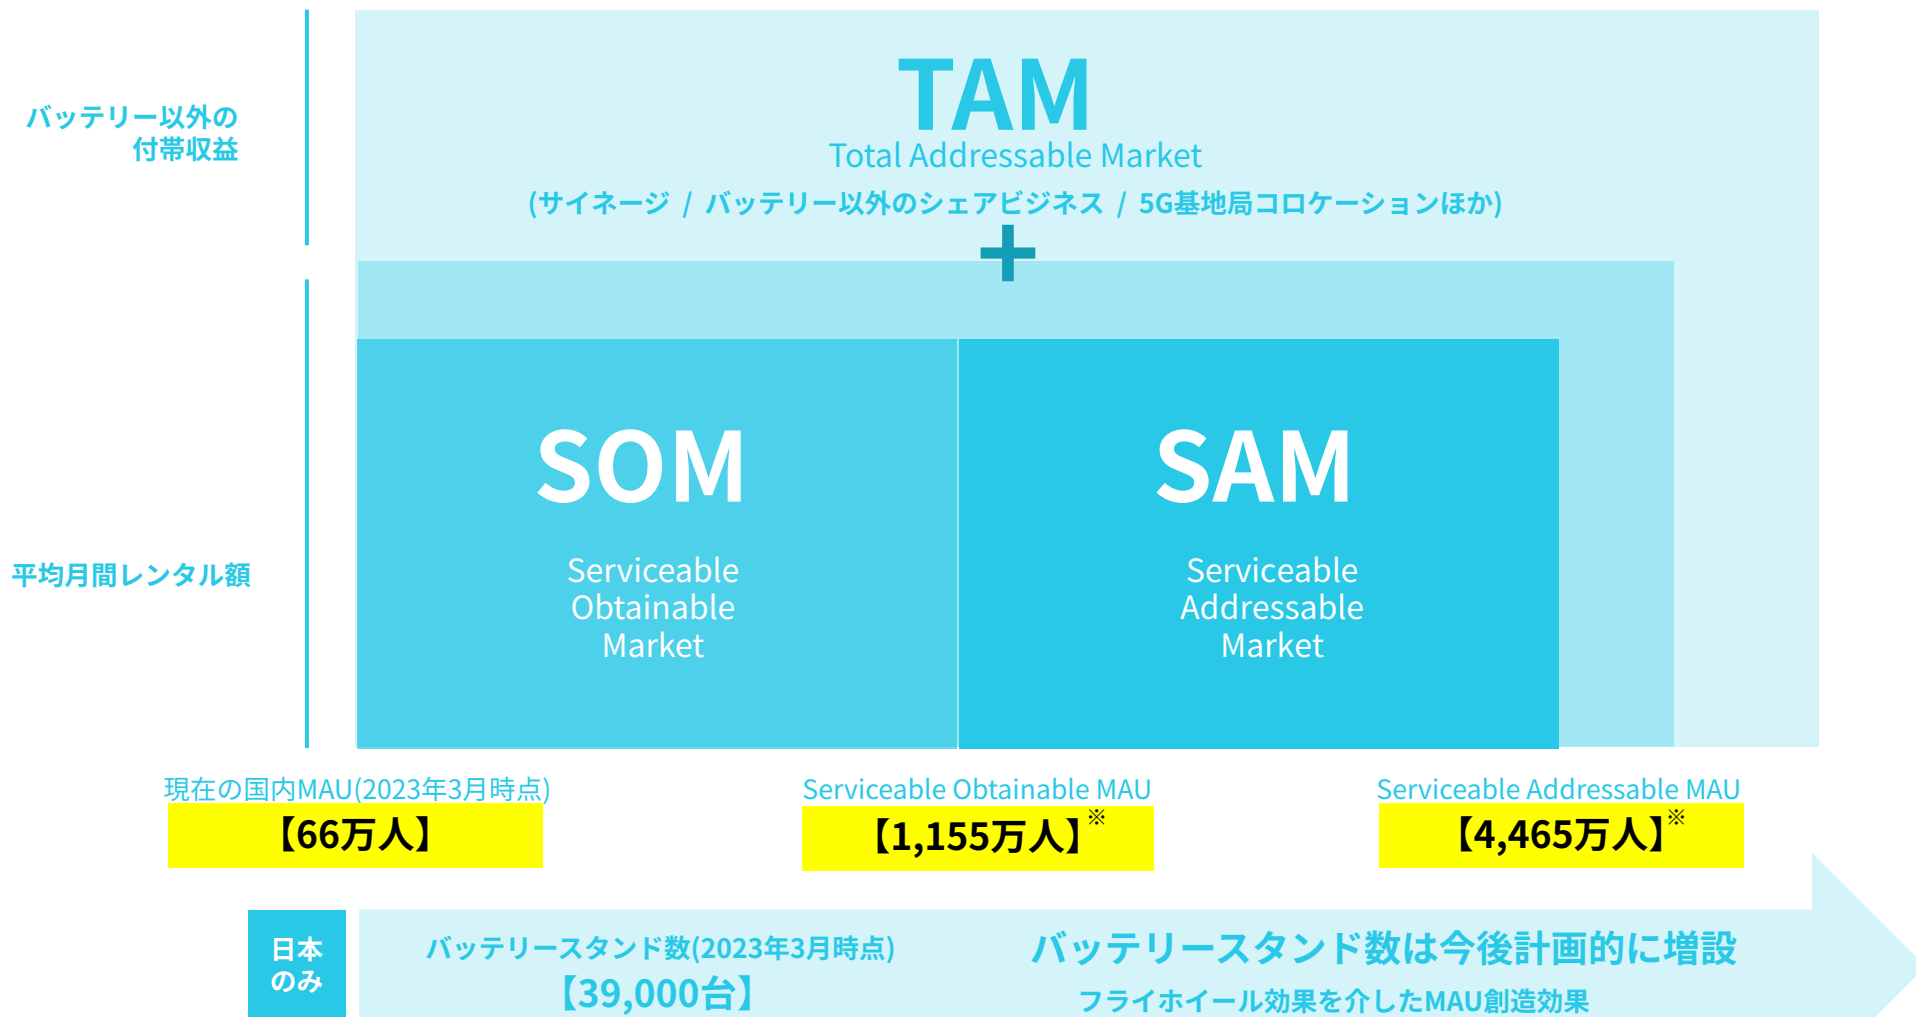 バッテリー以外の
付帯収益
TAM
Total Addressable Market
(サイネージ / バッテリー以外のシェアビジネス / 5G基地局コロケーションほか)
+
平均月間レンタル額
SOM
Serviceable
Obtainable
Market
SAM
Serviceable
Addressable
Market
現在の国内MAU(2023年3月時点)
【66万人】
Serviceable Obtainable MAU
【1,155万人】※
Serviceable Addressable MAU
【4,465万人】※
日本
のみ
バッテリースタンド数(2023年3月時点)
【39,000台】
バッテリースタンド数は今後計画的に増設
フライホイール効果を介したMAU創造効果